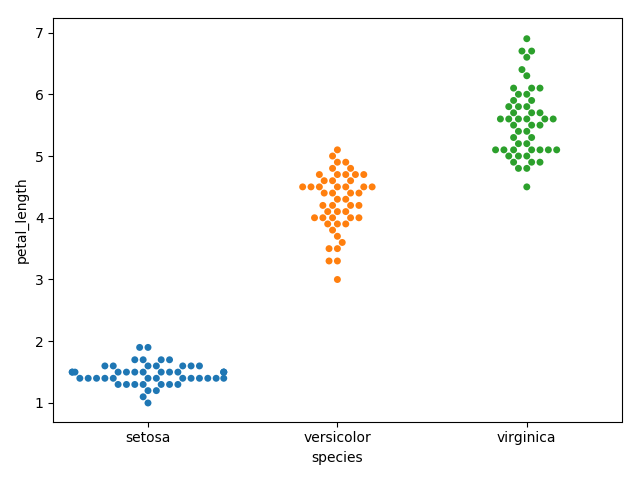 petal_length
7
6
5
4
3
2
1
setosa
versicolor
virginica
species